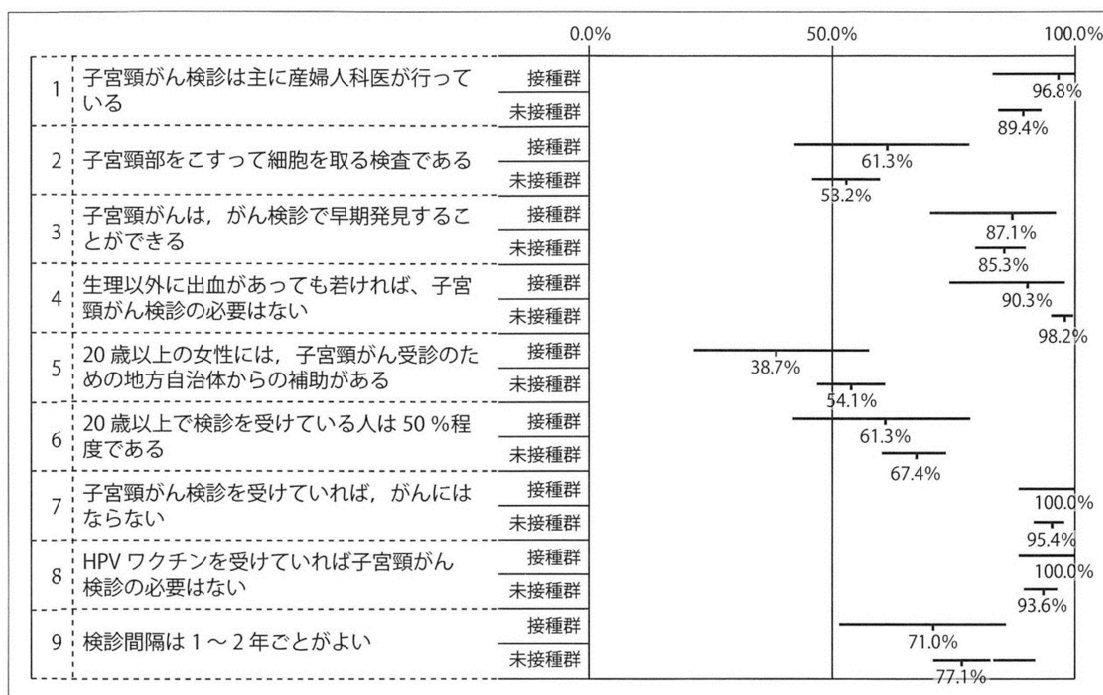 0.0% 50.0% 100.0%
1 子宮頸がん検診は主に産婦人科医が行って
いる
接種群
96.8%
未接種群
89.4%
2 子宮頸部をこすって細胞を取る検査である
接種群
61.3%
未接種群
53.2%
3 子宮頸がんは，がん検診で早期発見するこ
とができる
接種群
87.1%
未接種群
85.3%
4 生理以外に出血があっても若ければ、子宮
頸がん検診の必要はない
接種群
90.3%
未接種群
98.2%
5 20 歳以上の女性には，子宮頸がん受診のた
めの地方自治体からの補助がある
接種群
38.7%
未接種群
54.1%
6 20 歳以上で検診を受けている人は 50 %程
度である
接種群
61.3%
未接種群
67.4%
7 子宮頸がん検診を受けていれば，がんには
ならない
接種群
100.0%
未接種群
95.4%
8 HPV ワクチンを受けていれば子宮頸がん
検診の必要はない
接種群
100.0%
未接種群
93.6%
9 検診間隔は 1 〜 2 年ごとがよい
接種群
71.0%
未接種群
77.1%